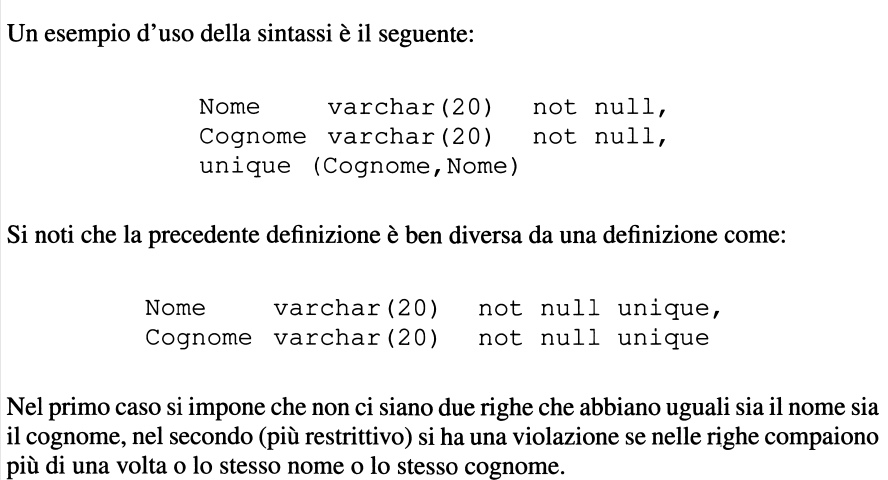 Un esempio d'uso della sintassi è il seguente:
Nome varchar(20) not null,
Cognome varchar(20) not null,
unique (Cognome,Nome)
Si noti che la precedente definizione è ben diversa da una definizione come:
Nome varchar(20) not null unique,
Cognome varchar(20) not null unique
Nel primo caso si impone che non ci siano due righe che abbiano uguali sia il nome sia
il cognome, nel secondo (più restrittivo) si ha una violazione se nelle righe compaiono
più di una volta o lo stesso nome o lo stesso cognome.